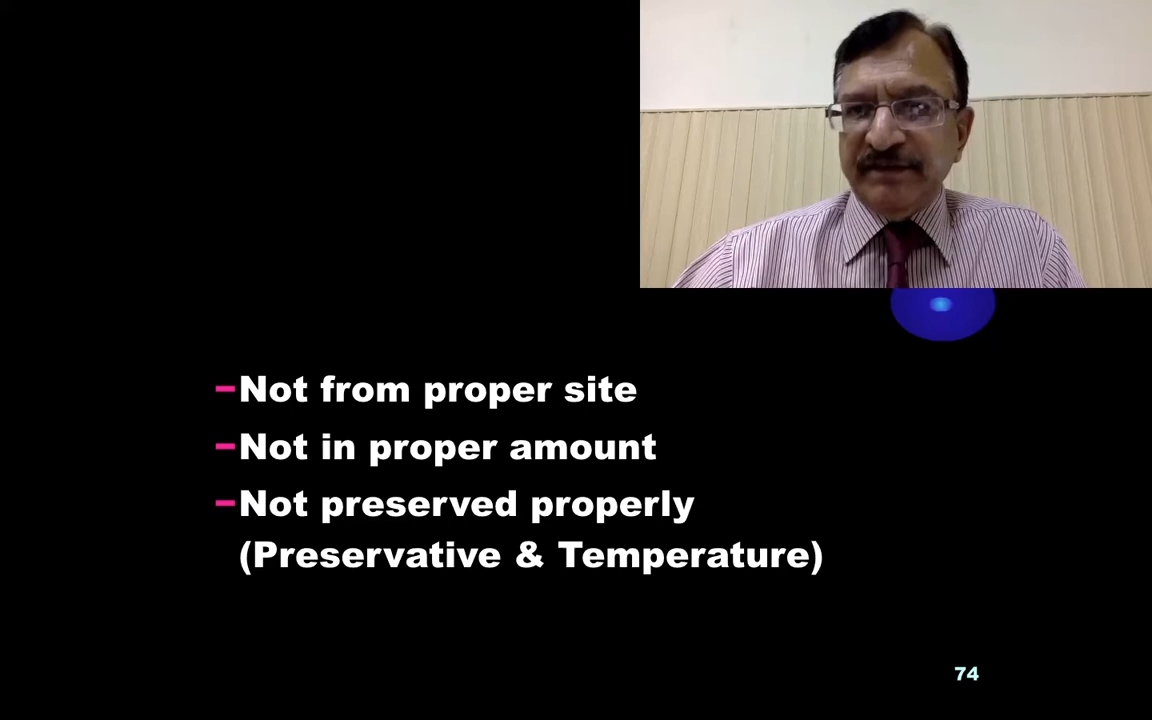 –Not from proper site
–Not in proper amount
–Not preserved properly
(Preservative & Temperature)
74